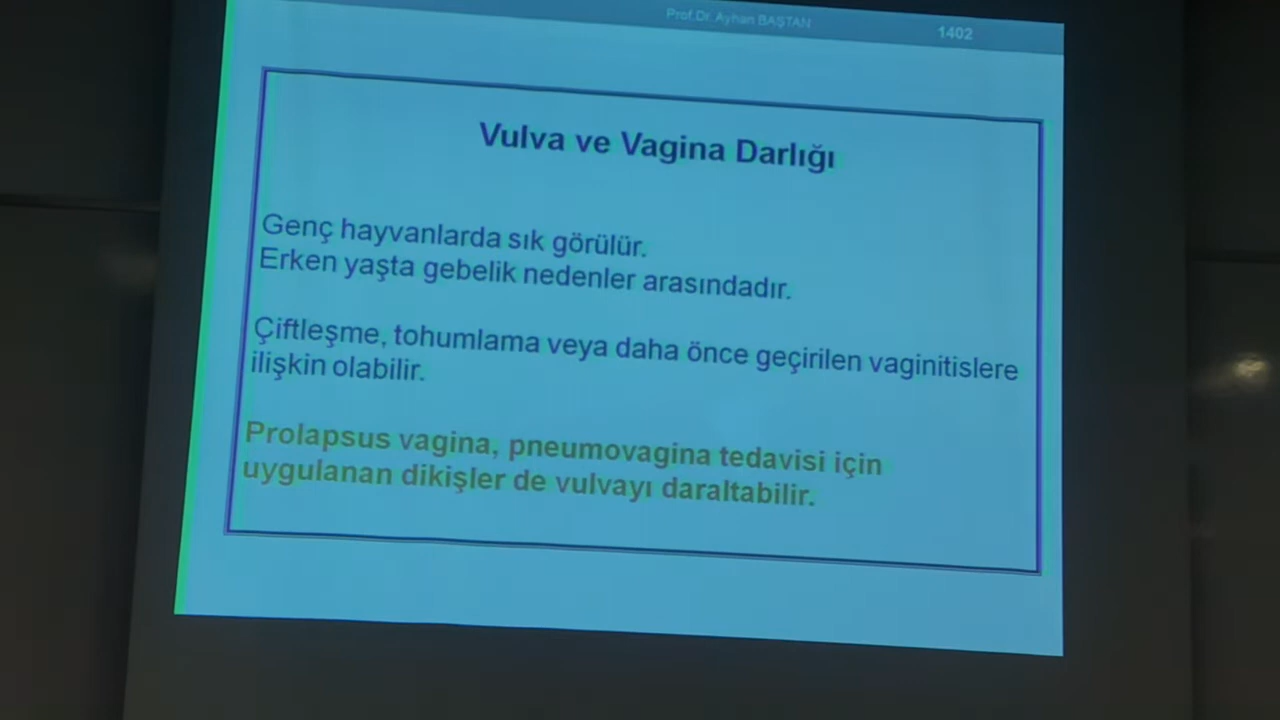 Prof.Dr. Ayhan BAŞTAN
1402
Vulva ve Vagina Darlığı
Genç hayvanlarda sık görülür.
Erken yaşta gebelik nedenler arasındadır.
Çiftleşme, tohumlama veya daha önce geçirilen vaginitislere
ilişkin olabilir.
Prolapsus vagina, pneumovagina tedavisi için
uygulanan dikişler de vulvayı daraltabilir.